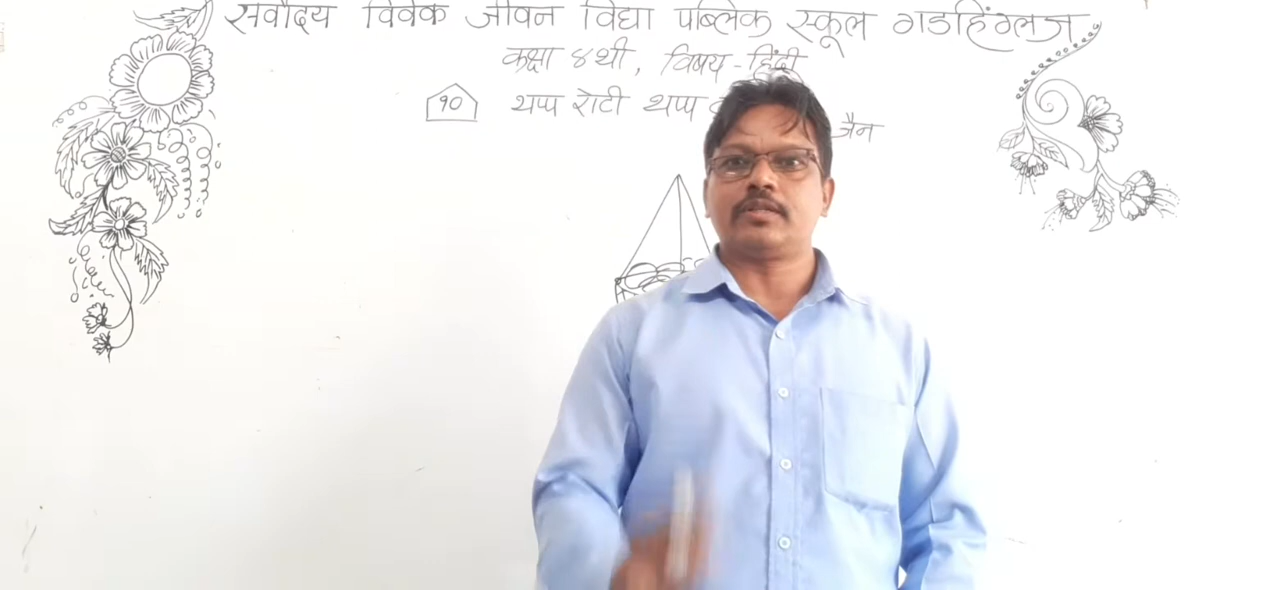 सर्वोदय विवेक जीवन विद्या पब्लिक स्कूल गडहिंग्लज
कक्षा ४थी, विषय - हिंदी
१० थप्प रोटी थप्प
जैन